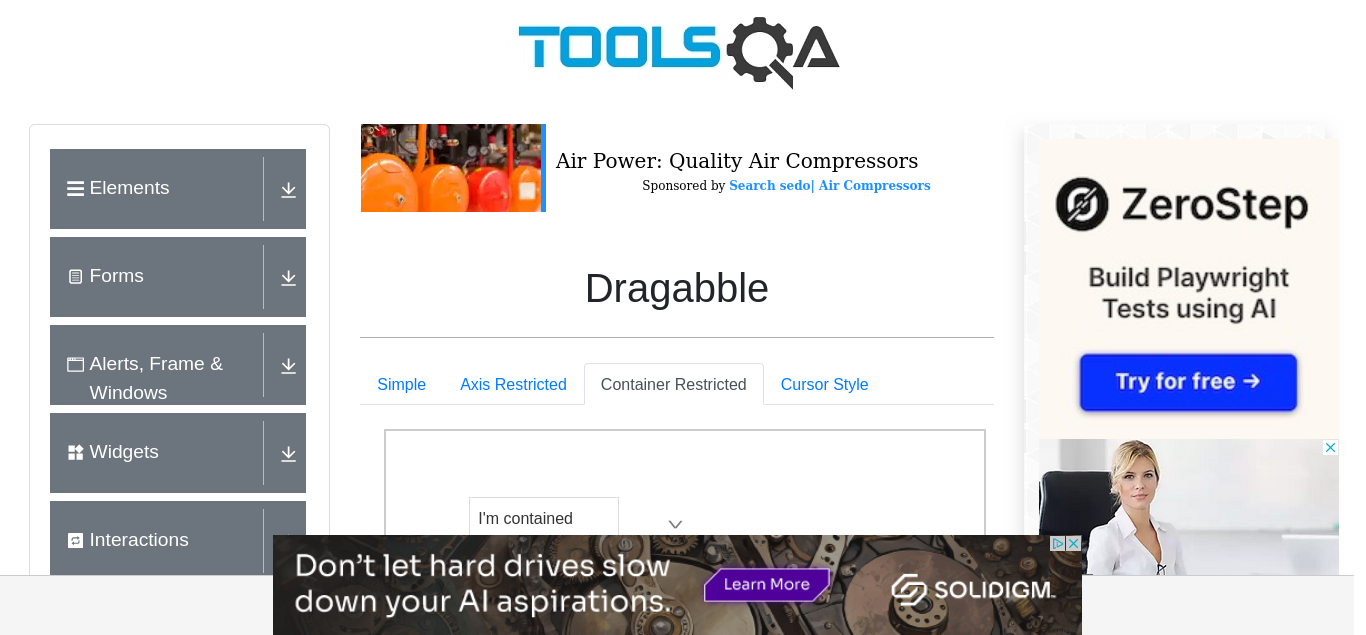 TOOLSQA
Elements
Forms
Alerts, Frame &
Windows
Widgets
Interactions
Air Power: Quality Air Compressors
Sponsored by Search sedo| Air Compressors
Dragabble
Simple
Axis Restricted
Container Restricted
Cursor Style
I'm contained
ZeroStep
Build Playwright
Tests using AI
Try for free →
Don't let hard drives slow
down your AI aspirations.
Learn More
SOLIDIGM™